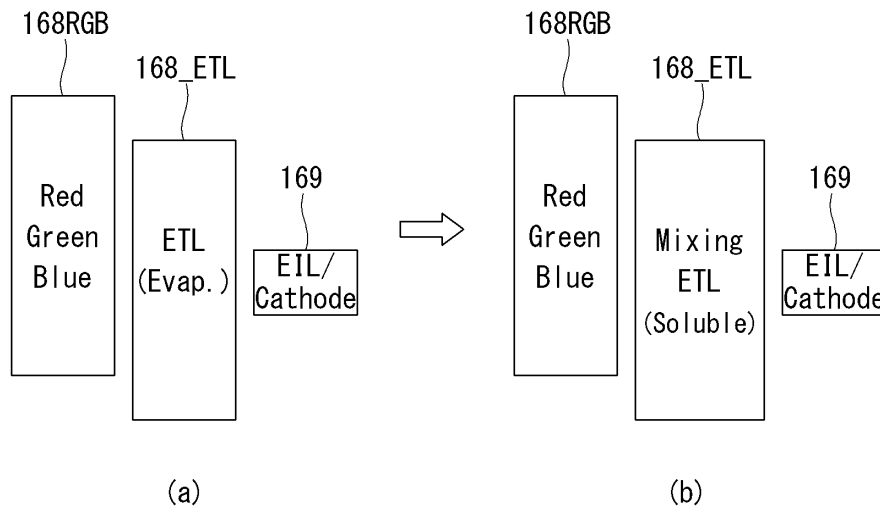 168RGB
168_ETL
169
Red
Green
Blue
ETL
(Evap.)
EIL/
Cathode
(a)
168RGB
168_ETL
169
Red
Green
Blue
Mixing
ETL
(Soluble)
EIL/
Cathode
(b)